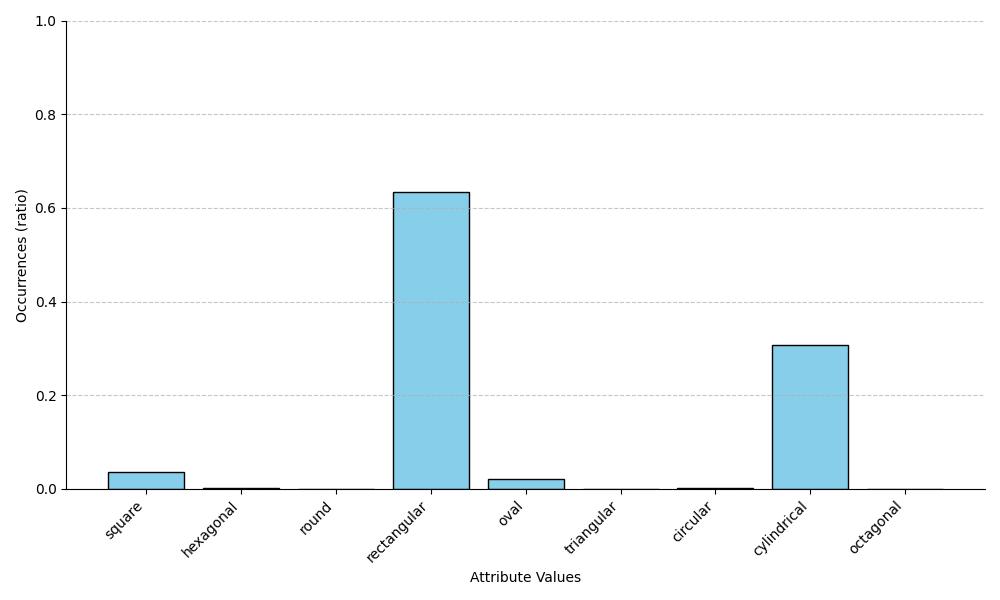 1.0
0.8
0.6
0.4
0.2
0.0
Occurrences (ratio)
square
hexagonal
round
rectangular
oval
triangular
circular
cylindrical
octagonal
Attribute Values